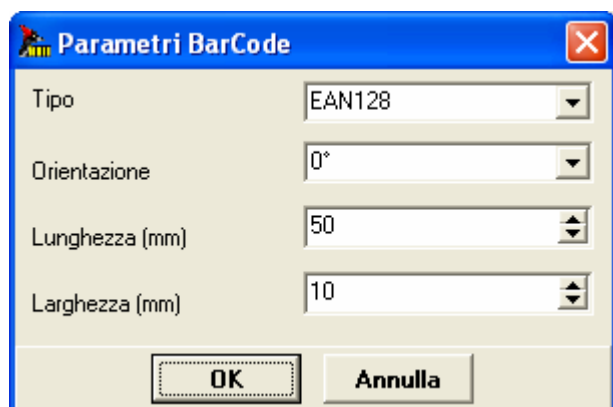 Parametri BarCode
Tipo EAN128
Orientazione 0°
Lunghezza (mm) 50
Larghezza (mm) 10
OK Annulla